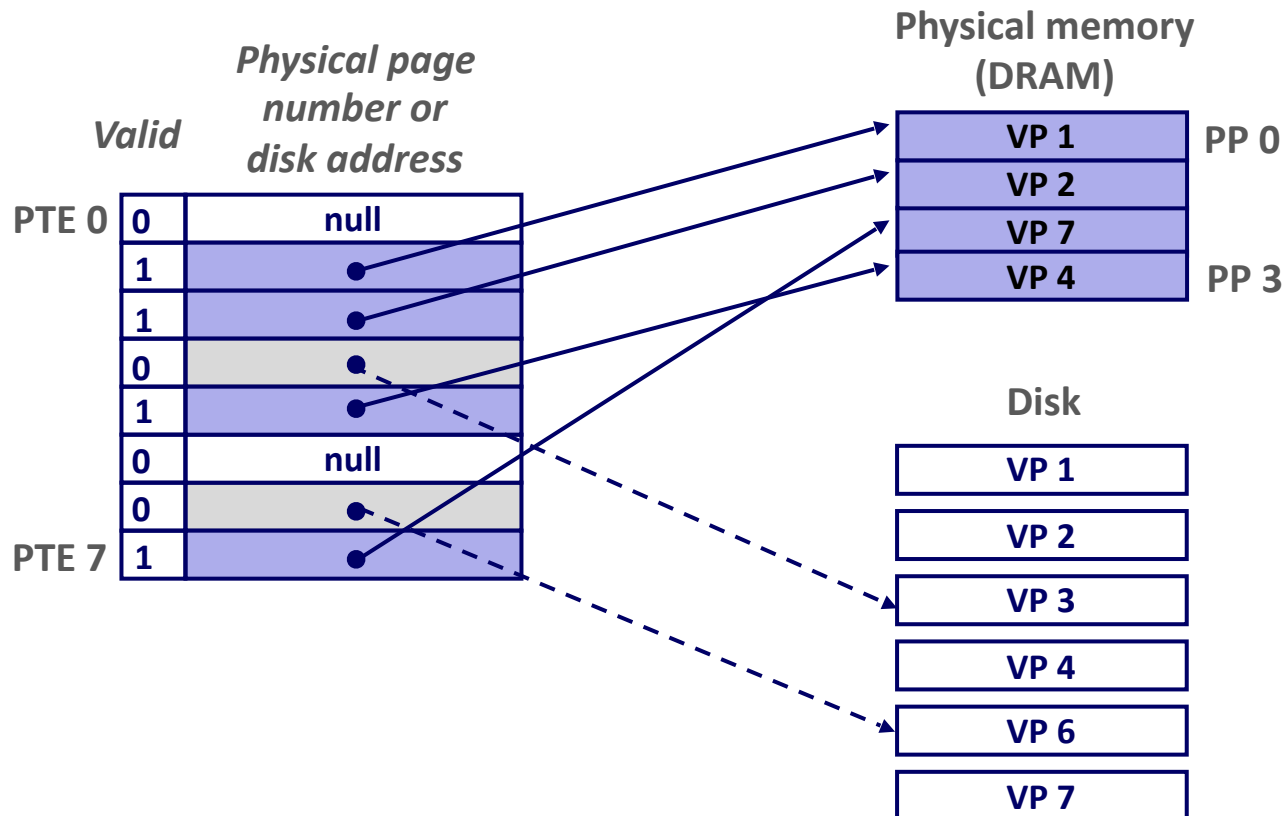 Physical memory
(DRAM)
Physical page
number or
disk address
Valid
VP 1 PP 0
VP 2
VP 7
VP 4 PP 3
PTE 0 0 null
1
1
0
1
0 null
0
PTE 7 1
Disk
VP 1
VP 2
VP 3
VP 4
VP 6
VP 7